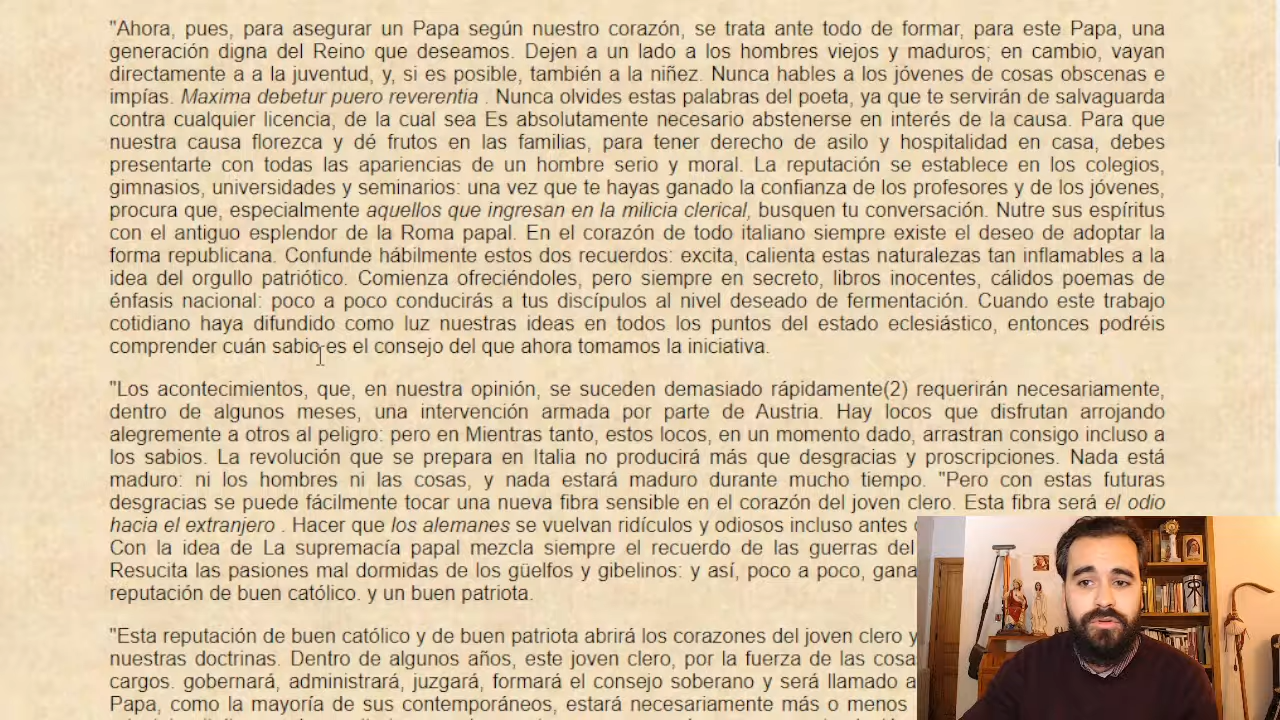 "Ahora, pues, para asegurar un Papa según nuestro corazón, se trata ante todo de formar, para este Papa, una
generación digna del Reino que deseamos. Dejen a un lado a los hombres viejos y maduros; en cambio, vayan
directamente a a la juventud, y, si es posible, también a la niñez. Nunca hables a los jóvenes de cosas obscenas e
impías. Maxima debetur puero reverentia . Nunca olvides estas palabras del poeta, ya que te servirán de salvaguarda
contra cualquier licencia, de la cual sea Es absolutamente necesario abstenerse en interés de la causa. Para que
nuestra causa florezca y dé frutos en las familias, para tener derecho de asilo y hospitalidad en casa, debes
presentarte con todas las apariencias de un hombre serio y moral. La reputación se establece en los colegios,
gimnasios, universidades y seminarios: una vez que te hayas ganado la confianza de los profesores y de los jóvenes,
procura que, especialmente aquellos que ingresan en la milicia clerical, busquen tu conversación. Nutre sus espíritus
con el antiguo esplendor de la Roma papal. En el corazón de todo italiano siempre existe el deseo de adoptar la
forma republicana. Confunde hábilmente estos dos recuerdos: excita, calienta estas naturalezas tan inflamables a la
idea del orgullo patriótico. Comienza ofreciéndoles, pero siempre en secreto, libros inocentes, cálidos poemas de
énfasis nacional: poco a poco conducirás a tus discípulos al nivel deseado de fermentación. Cuando este trabajo
cotidiano haya difundido como luz nuestras ideas en todos los puntos del estado eclesiástico, entonces podréis
comprender cuán sabio es el consejo del que ahora tomamos la iniciativa.
"Los acontecimientos, que, en nuestra opinión, se suceden demasiado rápidamente(2) requerirán necesariamente,
dentro de algunos meses, una intervención armada por parte de Austria. Hay locos que disfrutan arrojando
alegremente a otros al peligro: pero en Mientras tanto, estos locos, en un momento dado, arrastran consigo incluso a
los sabios. La revolución que se prepara en Italia no producirá más que desgracias y proscripciones. Nada está
maduro: ni los hombres ni las cosas, y nada estará maduro durante mucho tiempo. "Pero con estas futuras
desgracias se puede fácilmente tocar una nueva fibra sensible en el corazón del joven clero. Esta fibra será el odio
hacia el extranjero . Hacer que los alemanes se vuelvan ridículos y odiosos incluso antes
Con la idea de La supremacía papal mezcla siempre el recuerdo de las guerras del
Resucita las pasiones mal dormidas de los güelfos y gibelinos: y así, poco a poco,
reputación de buen católico. y un buen patriota.
"Esta reputación de buen católico y de buen patriota abrirá los corazones del joven clero y
nuestras doctrinas. Dentro de algunos años, este joven clero, por la fuerza de las
cargos. gobernará, administrará, juzgará, formará el consejo soberano y será llamado a
Papa, como la mayoría de sus contemporáneos, estará necesariamente más o menos